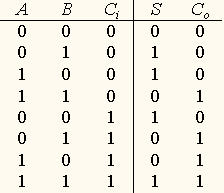 A B Ci S Co
0 0 0 0 0
0 1 0 1 0
1 0 0 1 0
1 1 0 0 1
0 0 1 1 0
0 1 1 0 1
1 0 1 0 1
1 1 1 1 1